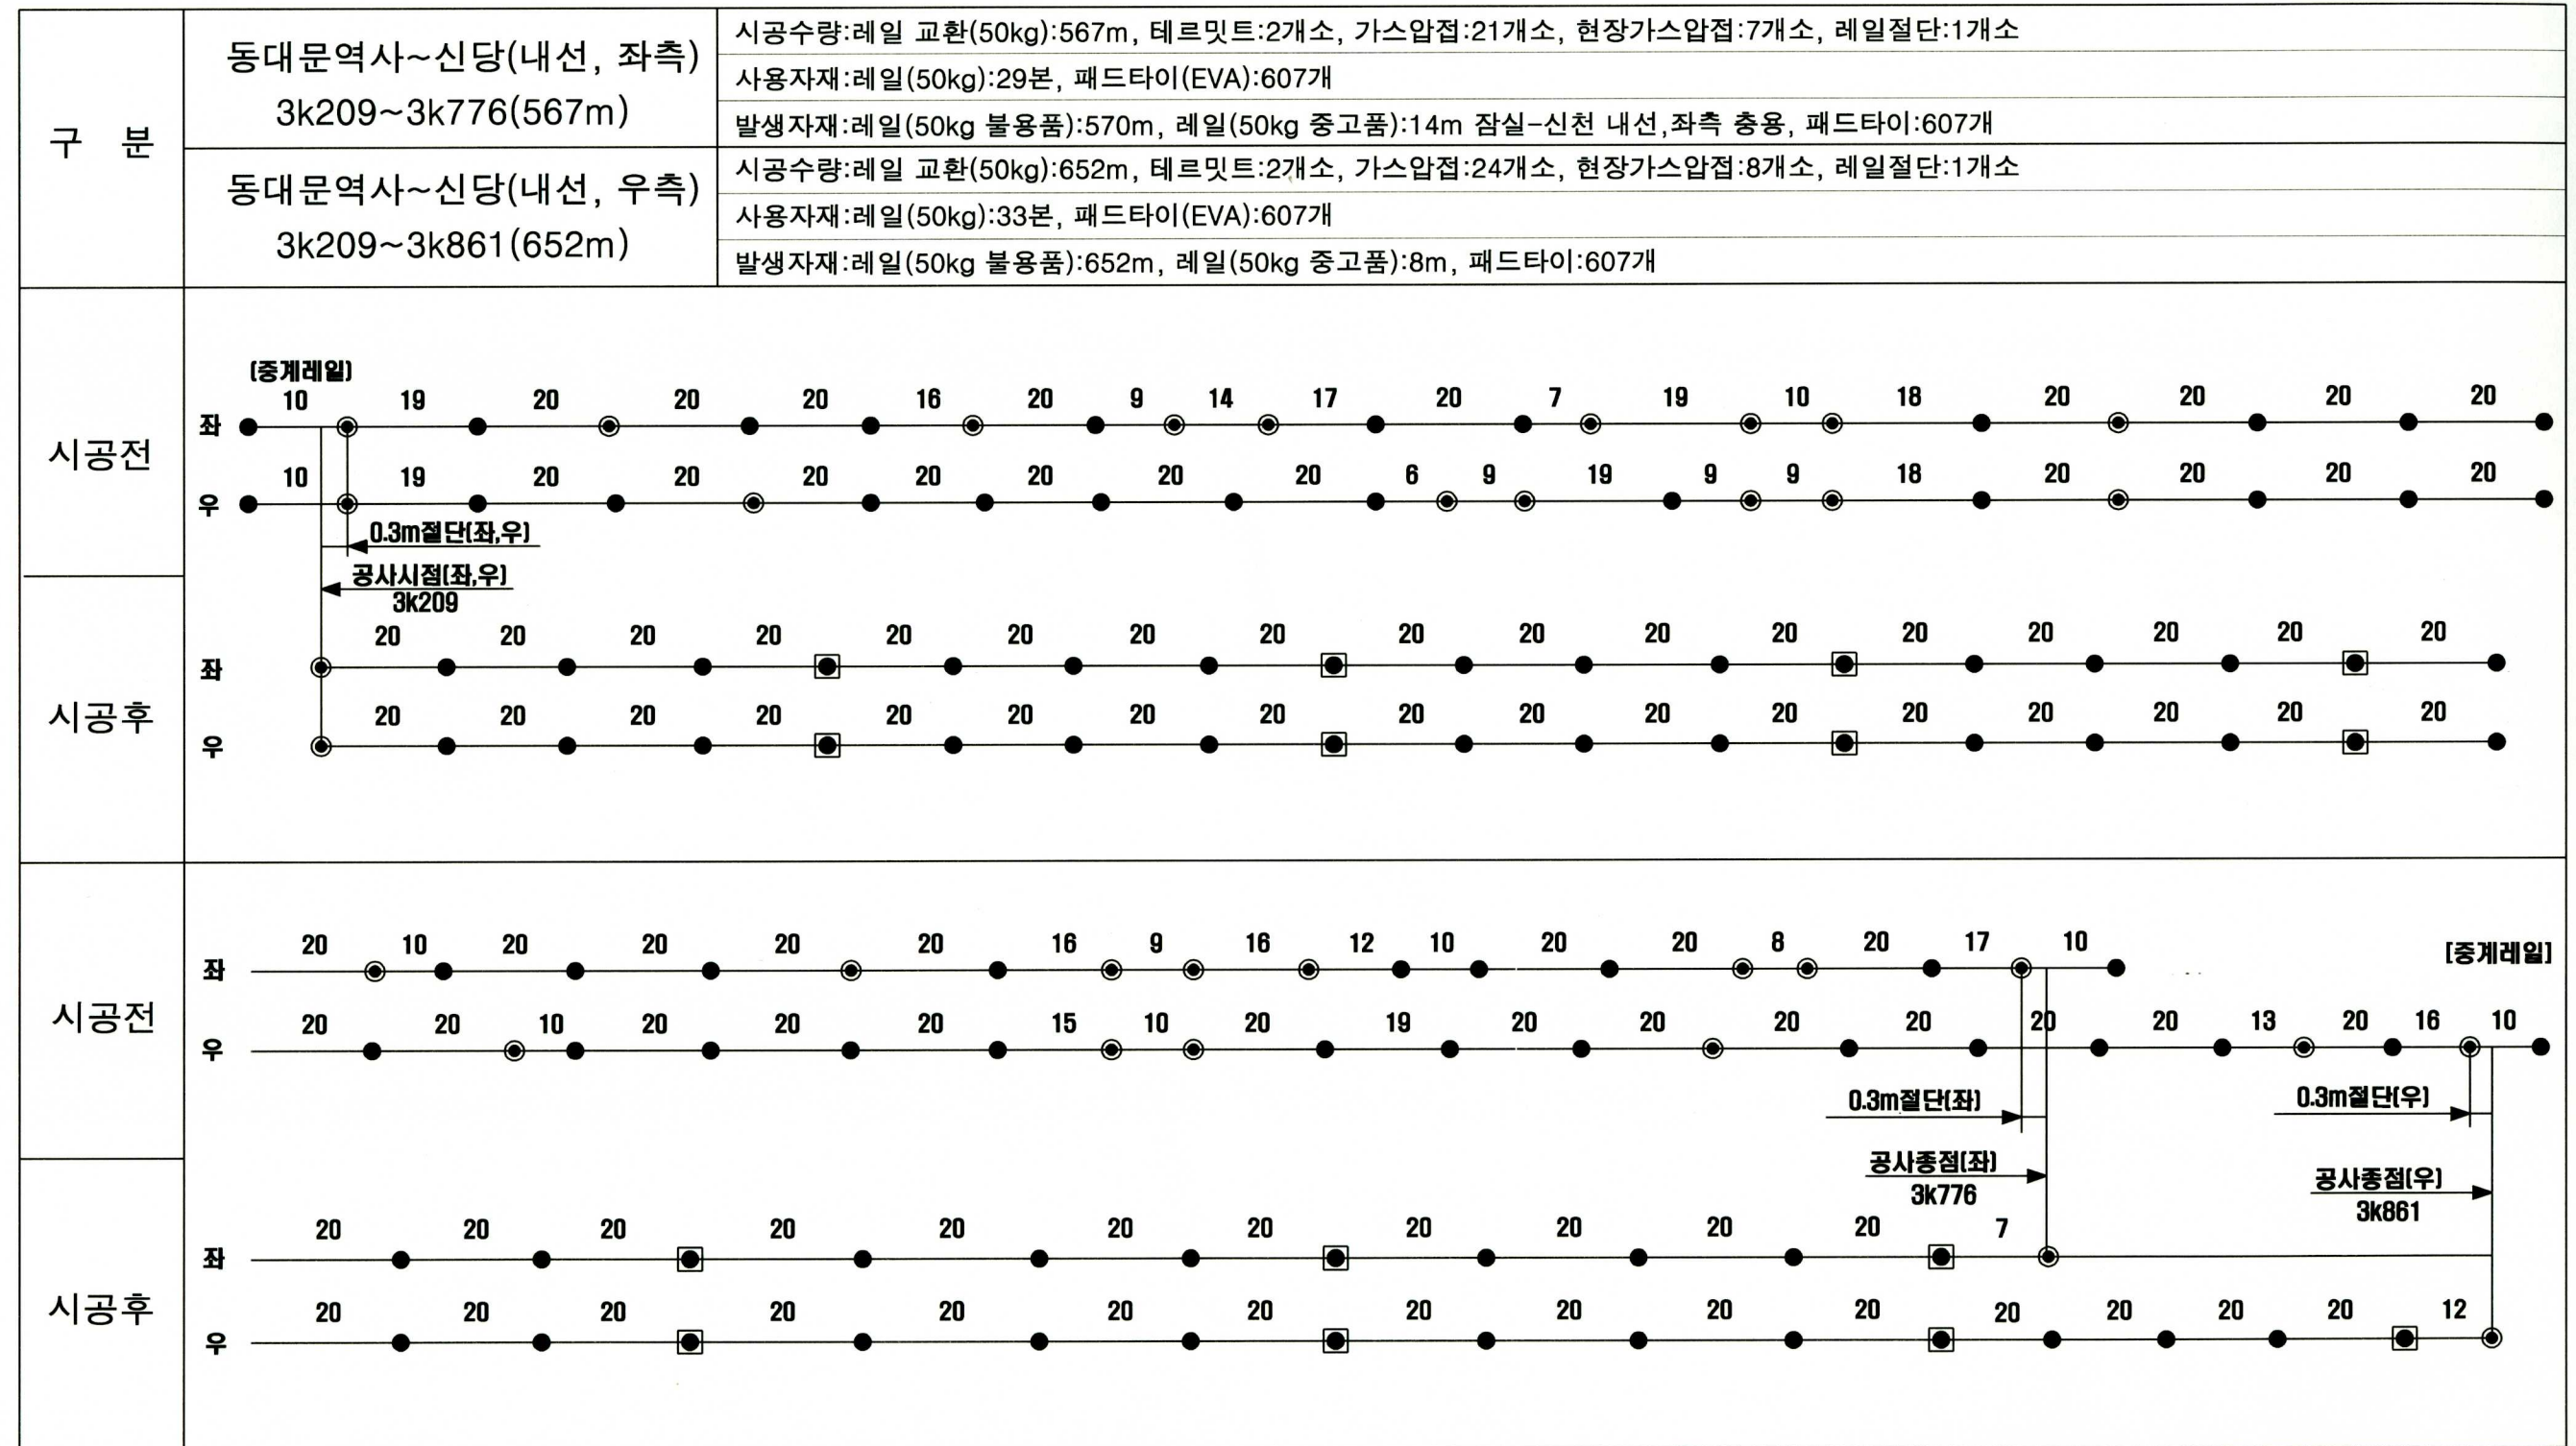 구 분
동대문역사~신당(내선, 좌측)
3k209~3k776(567m)
시공수량:레일 교환(50kg):567m, 테르밋트:2개소, 가스압접:21개소, 현장가스압접:7개소, 레일절단:1개소
사용자재:레일(50kg):29본, 패드타이(EVA):607개
발생자재:레일(50kg 불용품):570m, 레일(50kg 중고품):14m 잠실-신천 내선,좌측 충용, 패드타이:607개
동대문역사~신당(내선, 우측)
3k209~3k861(652m)
시공수량:레일 교환(50kg):652m, 테르밋트:2개소, 가스압접:24개소, 현장가스압접:8개소, 레일절단:1개소
사용자재:레일(50kg):33본, 패드타이(EVA):607개
발생자재:레일(50kg 불용품):652m, 레일(50kg 중고품):8m, 패드타이:607개
시공전
[중계레일]
10 19 20 20 20 16 20 9 14 17 20 7 19 10 18 20 20 20 20
좌
10 19 20 20 20 20 20 20 20 6 9 19 9 9 18 20 20 20 20
우
0.3m절단(좌,우)
공사시점(좌,우)
3k209
시공후
20 20 20 20 20 20 20 20 20 20 20 20 20 20 20 20 20
좌
20 20 20 20 20 20 20 20 20 20 20 20 20 20 20 20 20
우
시공전
20 10 20 20 20 20 16 9 16 12 10 20 20 8 20 17 10
[중계레일]
좌
20 20 10 20 20 20 15 10 20 19 20 20 20 20 20 20 13 20 16 10
우
0.3m절단(좌)
0.3m절단(우)
공사종점(좌)
3k776
공사종점(우)
3k861
시공후
20 20 20 20 20 20 20 20 20 20 20 7
좌
20 20 20 20 20 20 20 20 20 20 20 20 20 20 20 12
우